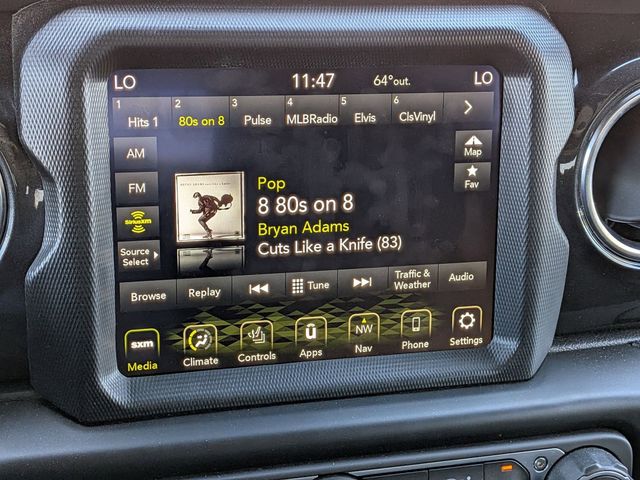 LO 11:47 64° out. LO
1 2 3 4 5 6
Hits 1 80s on 8 Pulse MLBRadio Elvis ClsVinyl
AM
Map
FM
Fav
SiriusXM
Pop
8 80s on 8
Bryan Adams
Cuts Like a Knife (83)
Source
Select
Browse Replay Tune Traffic &
Weather Audio
sxm NW
Media Climate Controls Apps Nav Phone Settings